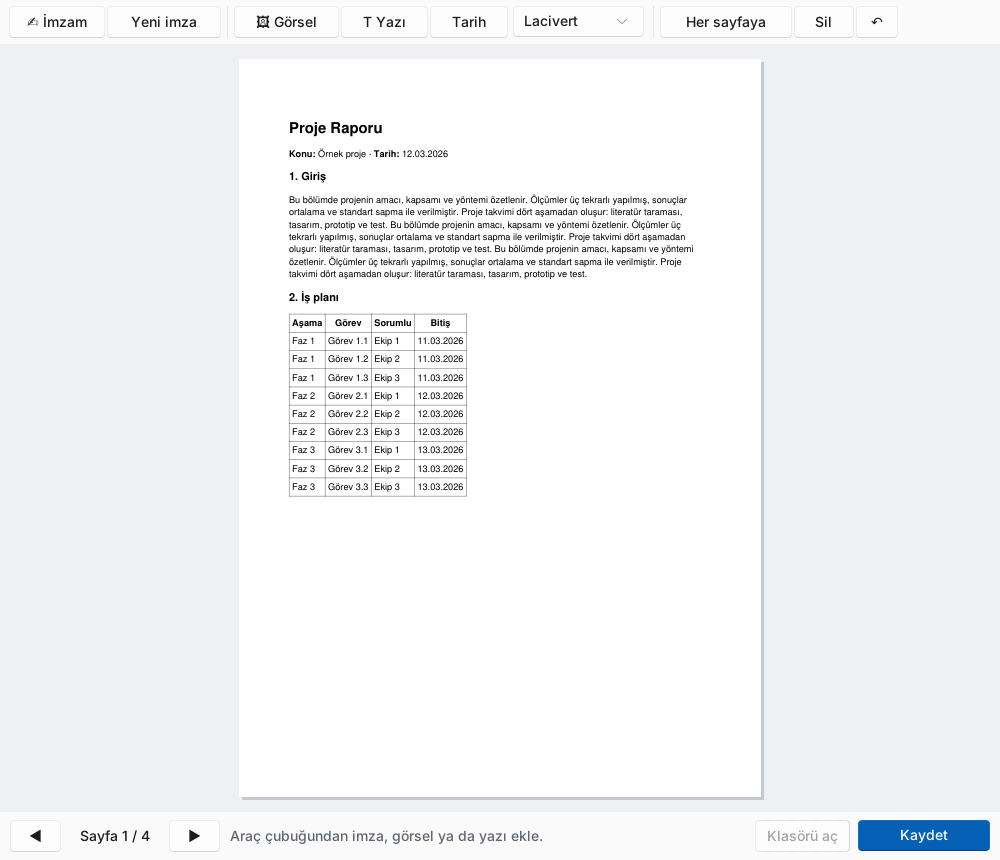 ✍ İmzam Yeni imza 🖼 Görsel T Yazı Tarih Lacivert Her sayfaya Sil ↶
Proje Raporu
Konu: Örnek proje · Tarih: 12.03.2026
1. Giriş
Bu bölümde projenin amacı, kapsamı ve yöntemi özetlenir. Ölçümler üç tekrarlı yapılmış, sonuçlar
ortalama ve standart sapma ile verilmiştir. Proje takvimi dört aşamadan oluşur: literatür taraması,
tasarım, prototip ve test. Bu bölümde projenin amacı, kapsamı ve yöntemi özetlenir. Ölçümler üç
tekrarlı yapılmış, sonuçlar ortalama ve standart sapma ile verilmiştir. Proje takvimi dört aşamadan
oluşur: literatür taraması, tasarım, prototip ve test. Bu bölümde projenin amacı, kapsamı ve yöntemi
özetlenir. Ölçümler üç tekrarlı yapılmış, sonuçlar ortalama ve standart sapma ile verilmiştir. Proje
takvimi dört aşamadan oluşur: literatür taraması, tasarım, prototip ve test.
2. İş planı
Aşama Görev Sorumlu Bitiş
Faz 1 Görev 1.1 Ekip 1 11.03.2026
Faz 1 Görev 1.2 Ekip 2 11.03.2026
Faz 1 Görev 1.3 Ekip 3 11.03.2026
Faz 2 Görev 2.1 Ekip 1 12.03.2026
Faz 2 Görev 2.2 Ekip 2 12.03.2026
Faz 2 Görev 2.3 Ekip 3 12.03.2026
Faz 3 Görev 3.1 Ekip 1 13.03.2026
Faz 3 Görev 3.2 Ekip 2 13.03.2026
Faz 3 Görev 3.3 Ekip 3 13.03.2026
◀ Sayfa 1 / 4 ▶ Araç çubuğundan imza, görsel ya da yazı ekle. Klasörü aç Kaydet